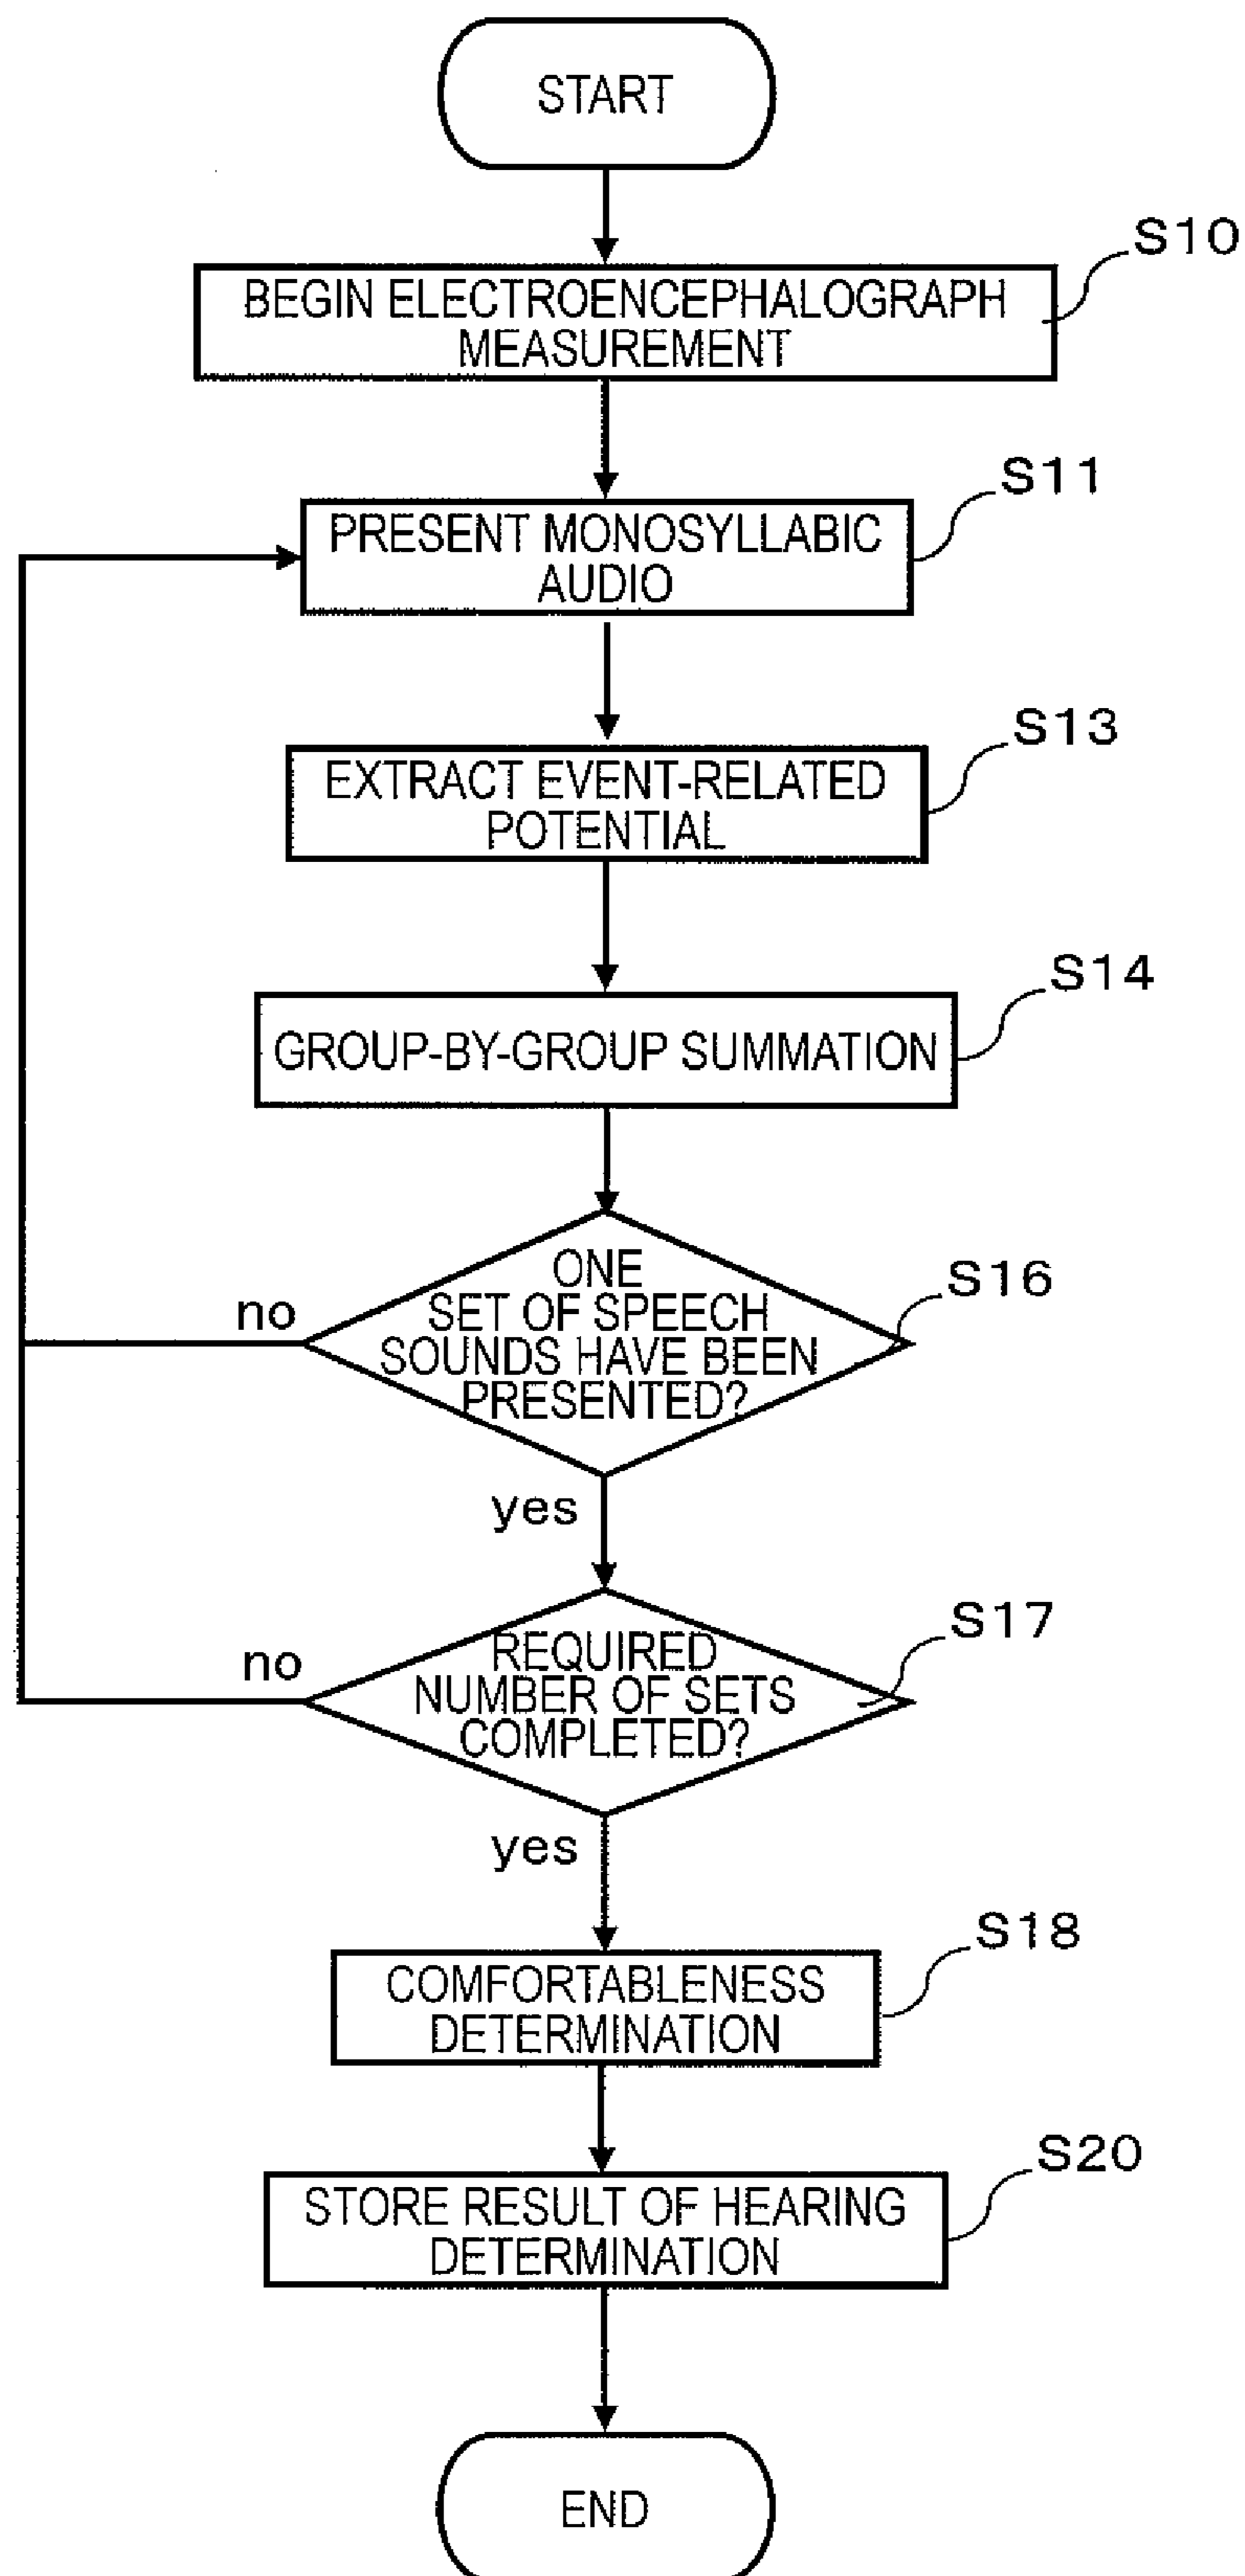 START
S10
BEGIN ELECTROENCEPHALOGRAPH
MEASUREMENT
S11
PRESENT MONOSYLLABIC
AUDIO
S13
EXTRACT EVENT-RELATED
POTENTIAL
S14
GROUP-BY-GROUP SUMMATION
S16
ONE
SET OF SPEECH
SOUNDS HAVE BEEN
PRESENTED?
no
yes
S17
REQUIRED
NUMBER OF SETS
COMPLETED?
no
yes
S18
COMFORTABLENESS
DETERMINATION
S20
STORE RESULT OF HEARING
DETERMINATION
END